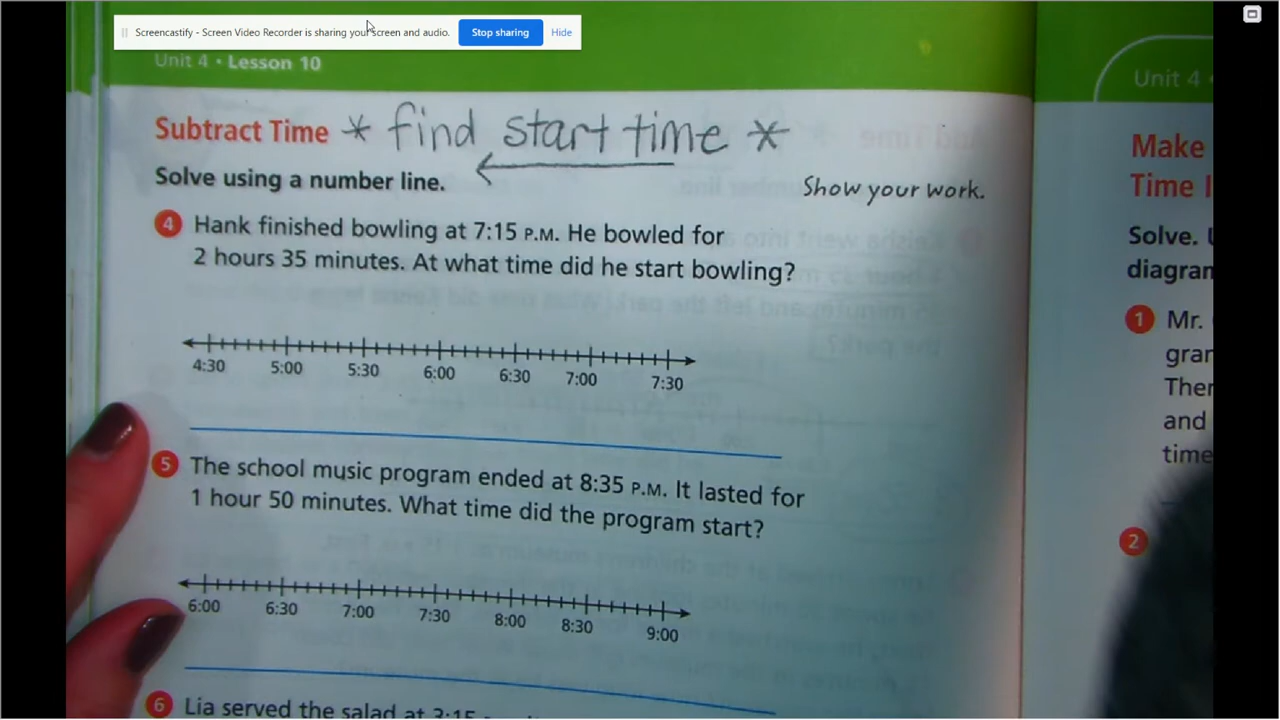 Screencastify - Screen Video Recorder is sharing your screen and audio.
Stop sharing
Hide
Unit 4 • Lesson 10
Subtract Time * find start time *
Solve using a number line.
Show your work.
4 Hank finished bowling at 7:15 P.M. He bowled for
2 hours 35 minutes. At what time did he start bowling?
4:30 5:00 5:30 6:00 6:30 7:00 7:30
5 The school music program ended at 8:35 P.M. It lasted for
1 hour 50 minutes. What time did the program start?
6:00 6:30 7:00 7:30 8:00 8:30 9:00
6 Lia served the salad at 3:15
Unit 4
Make
Time
Solve.
diagram
1 Mr.
gran
Ther
and
time
2